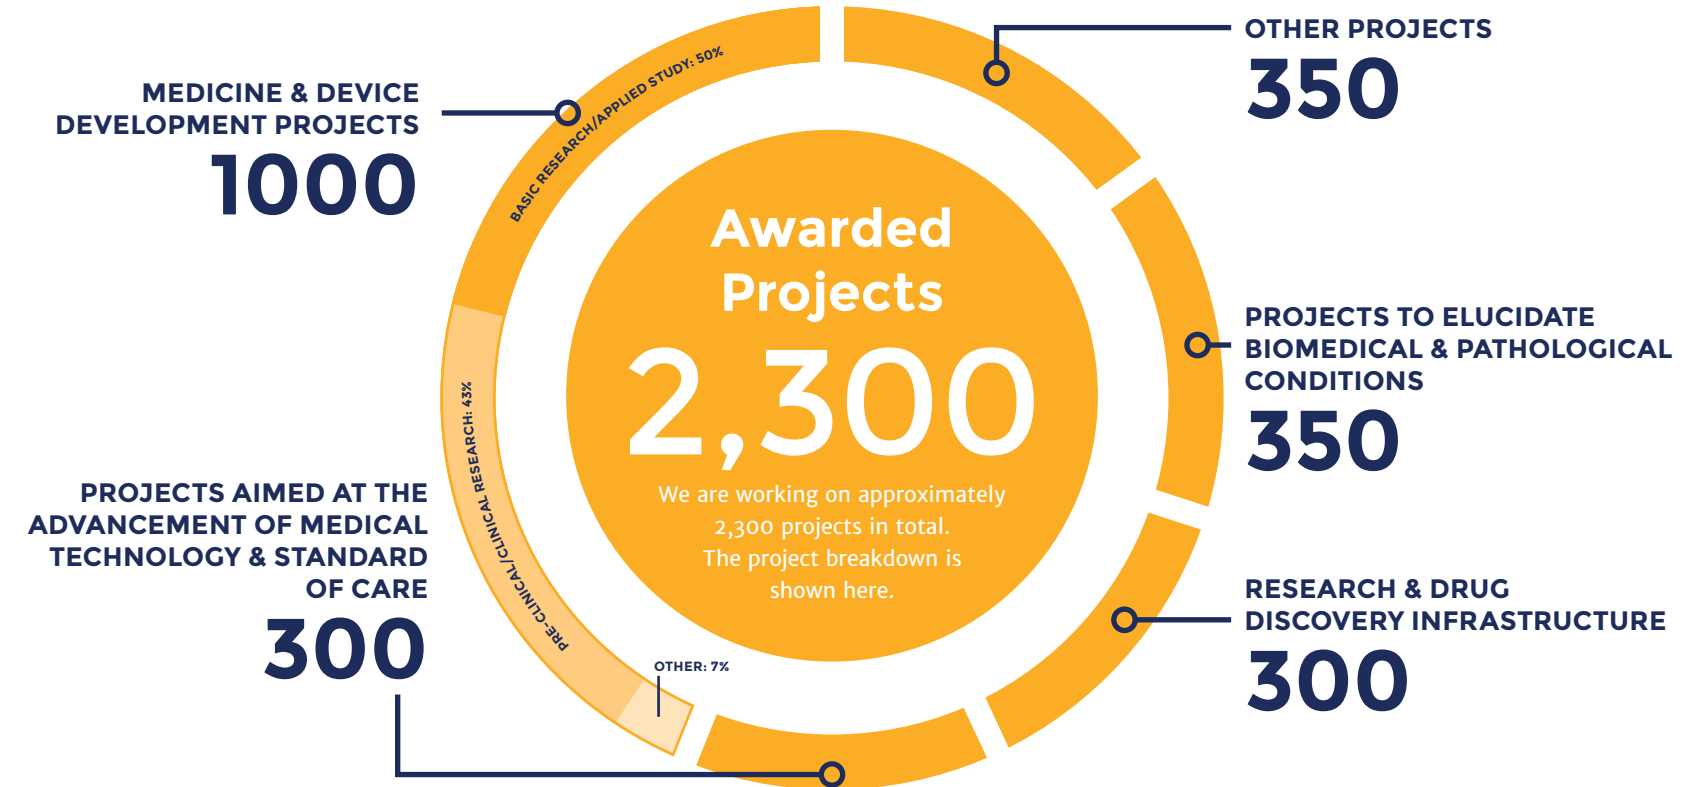 MEDICINE & DEVICE
DEVELOPMENT PROJECTS
1000
BASIC RESEARCH/APPLIED STUDY: 50%
PRE-CLINICAL/CLINICAL RESEARCH: 43%
OTHER: 7%
PROJECTS AIMED AT THE
ADVANCEMENT OF MEDICAL
TECHNOLOGY & STANDARD
OF CARE
300
Awarded
Projects
2,300
We are working on approximately
2,300 projects in total.
The project breakdown is
shown here.
OTHER PROJECTS
350
PROJECTS TO ELUCIDATE
BIOMEDICAL & PATHOLOGICAL
CONDITIONS
350
RESEARCH & DRUG
DISCOVERY INFRASTRUCTURE
300